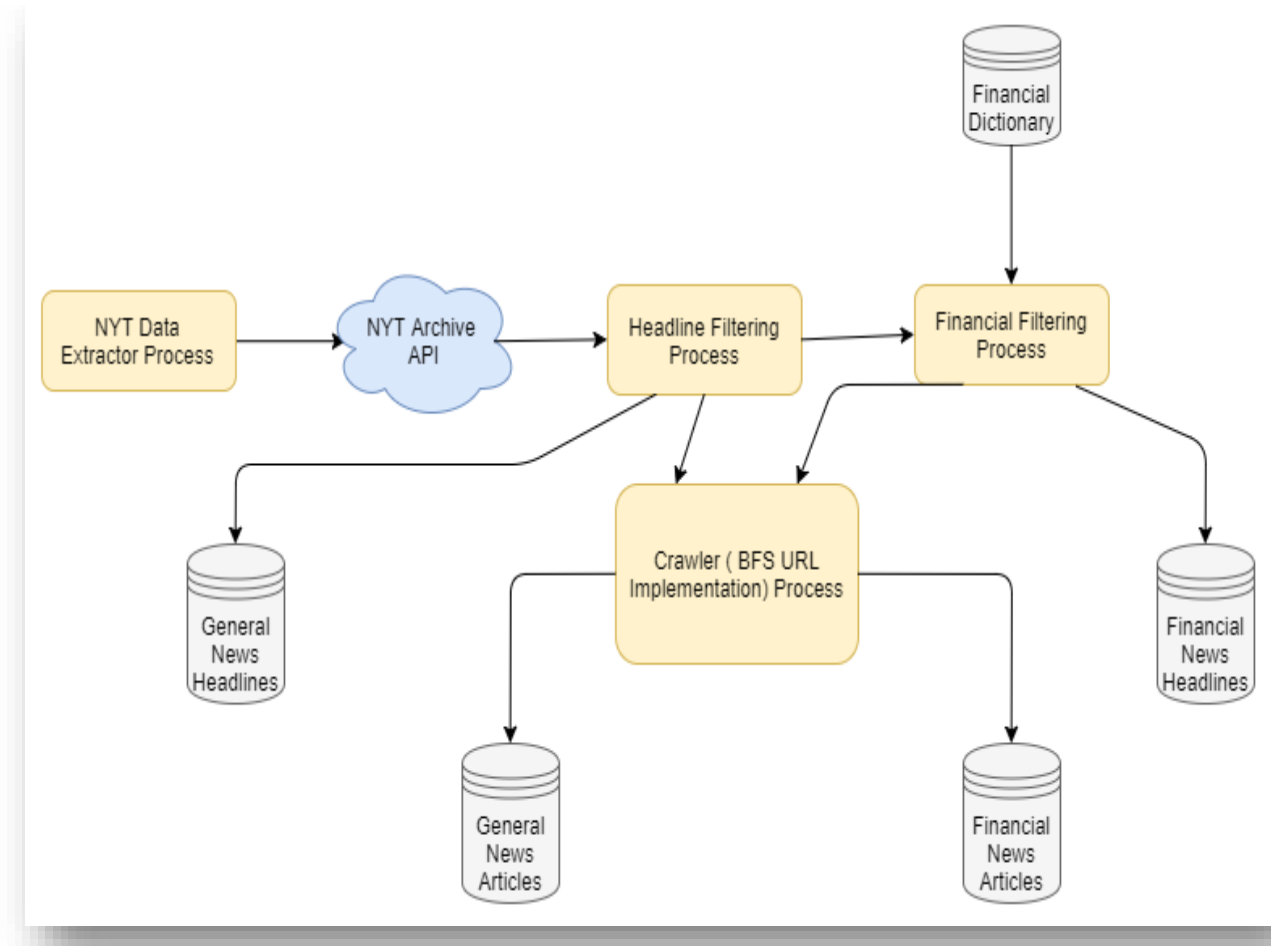 Financial
Dictionary
NYT Data
Extractor Process
NYT Archive
API
Headline Filtering
Process
Financial Filtering
Process
Crawler ( BFS URL
Implementation) Process
General
News
Headlines
Financial
News
Headlines
General
News
Articles
Financial
News
Articles